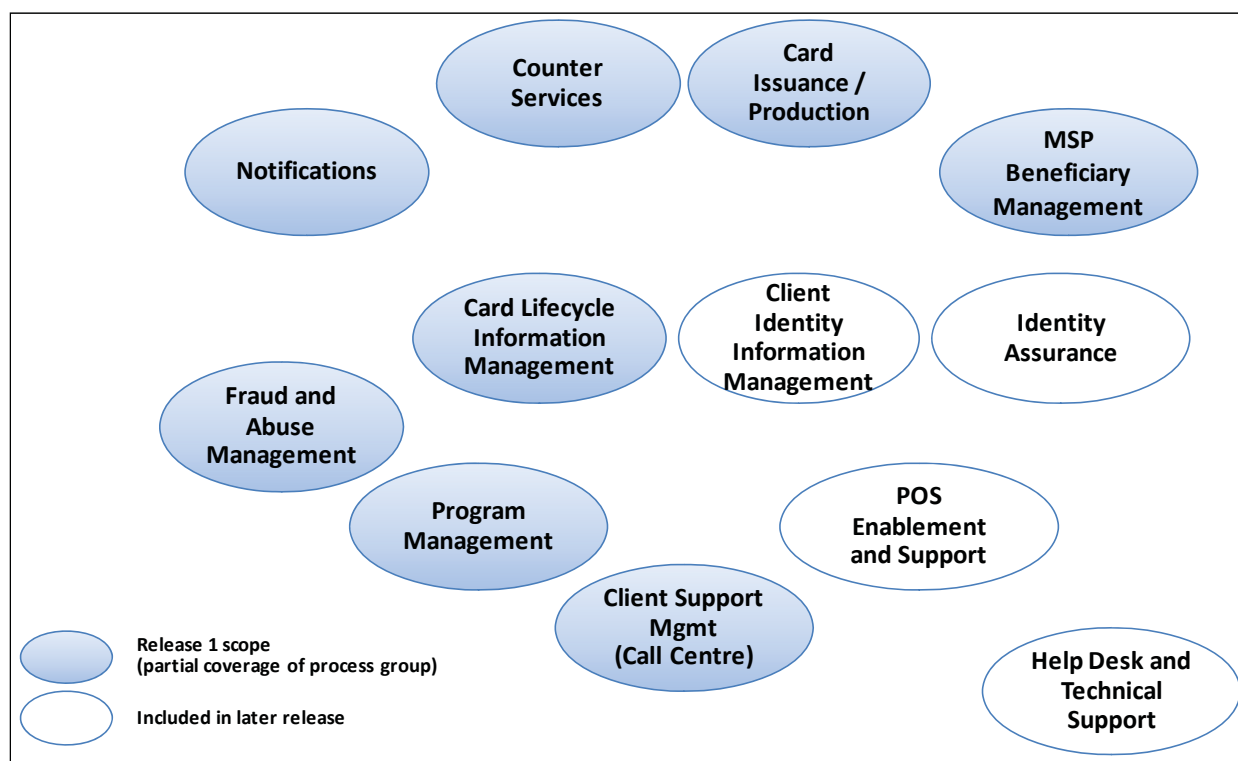 Counter
Services
Card
Issuance /
Production
Notifications
MSP
Beneficiary
Management
Card Lifecycle
Information
Management
Client
Identity
Information
Management
Identity
Assurance
Fraud and
Abuse
Management
Program
Management
POS
Enablement
and Support
Client Support
Mgmt
(Call Centre)
Help Desk and
Technical
Support
Release 1 scope
(partial coverage of process group)
Included in later release